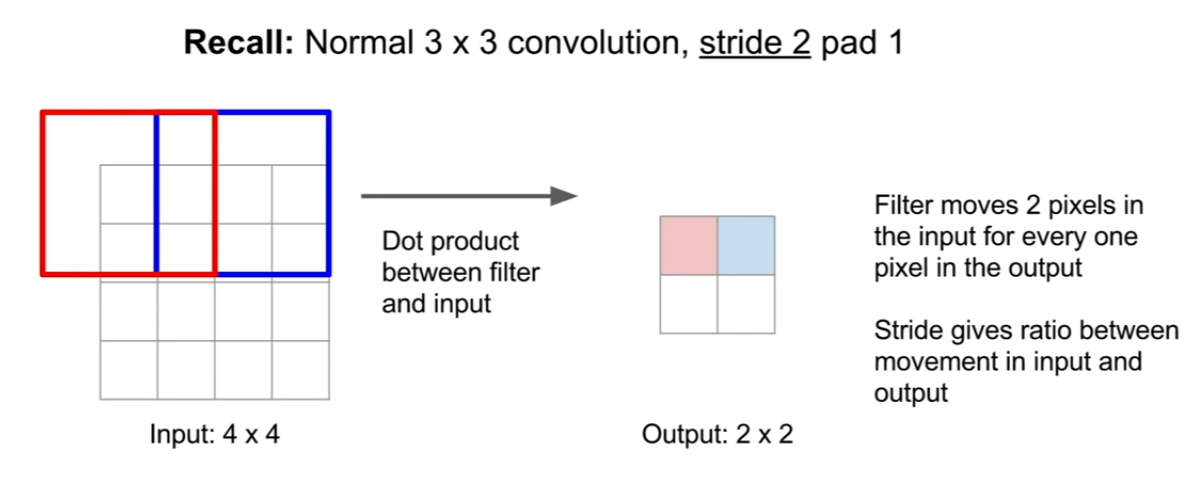 Recall: Normal 3 x 3 convolution, stride 2 pad 1
Dot product
between filter
and input
Input: 4 x 4
Output: 2 x 2
Filter moves 2 pixels in
the input for every one
pixel in the output
Stride gives ratio between
movement in input and
output